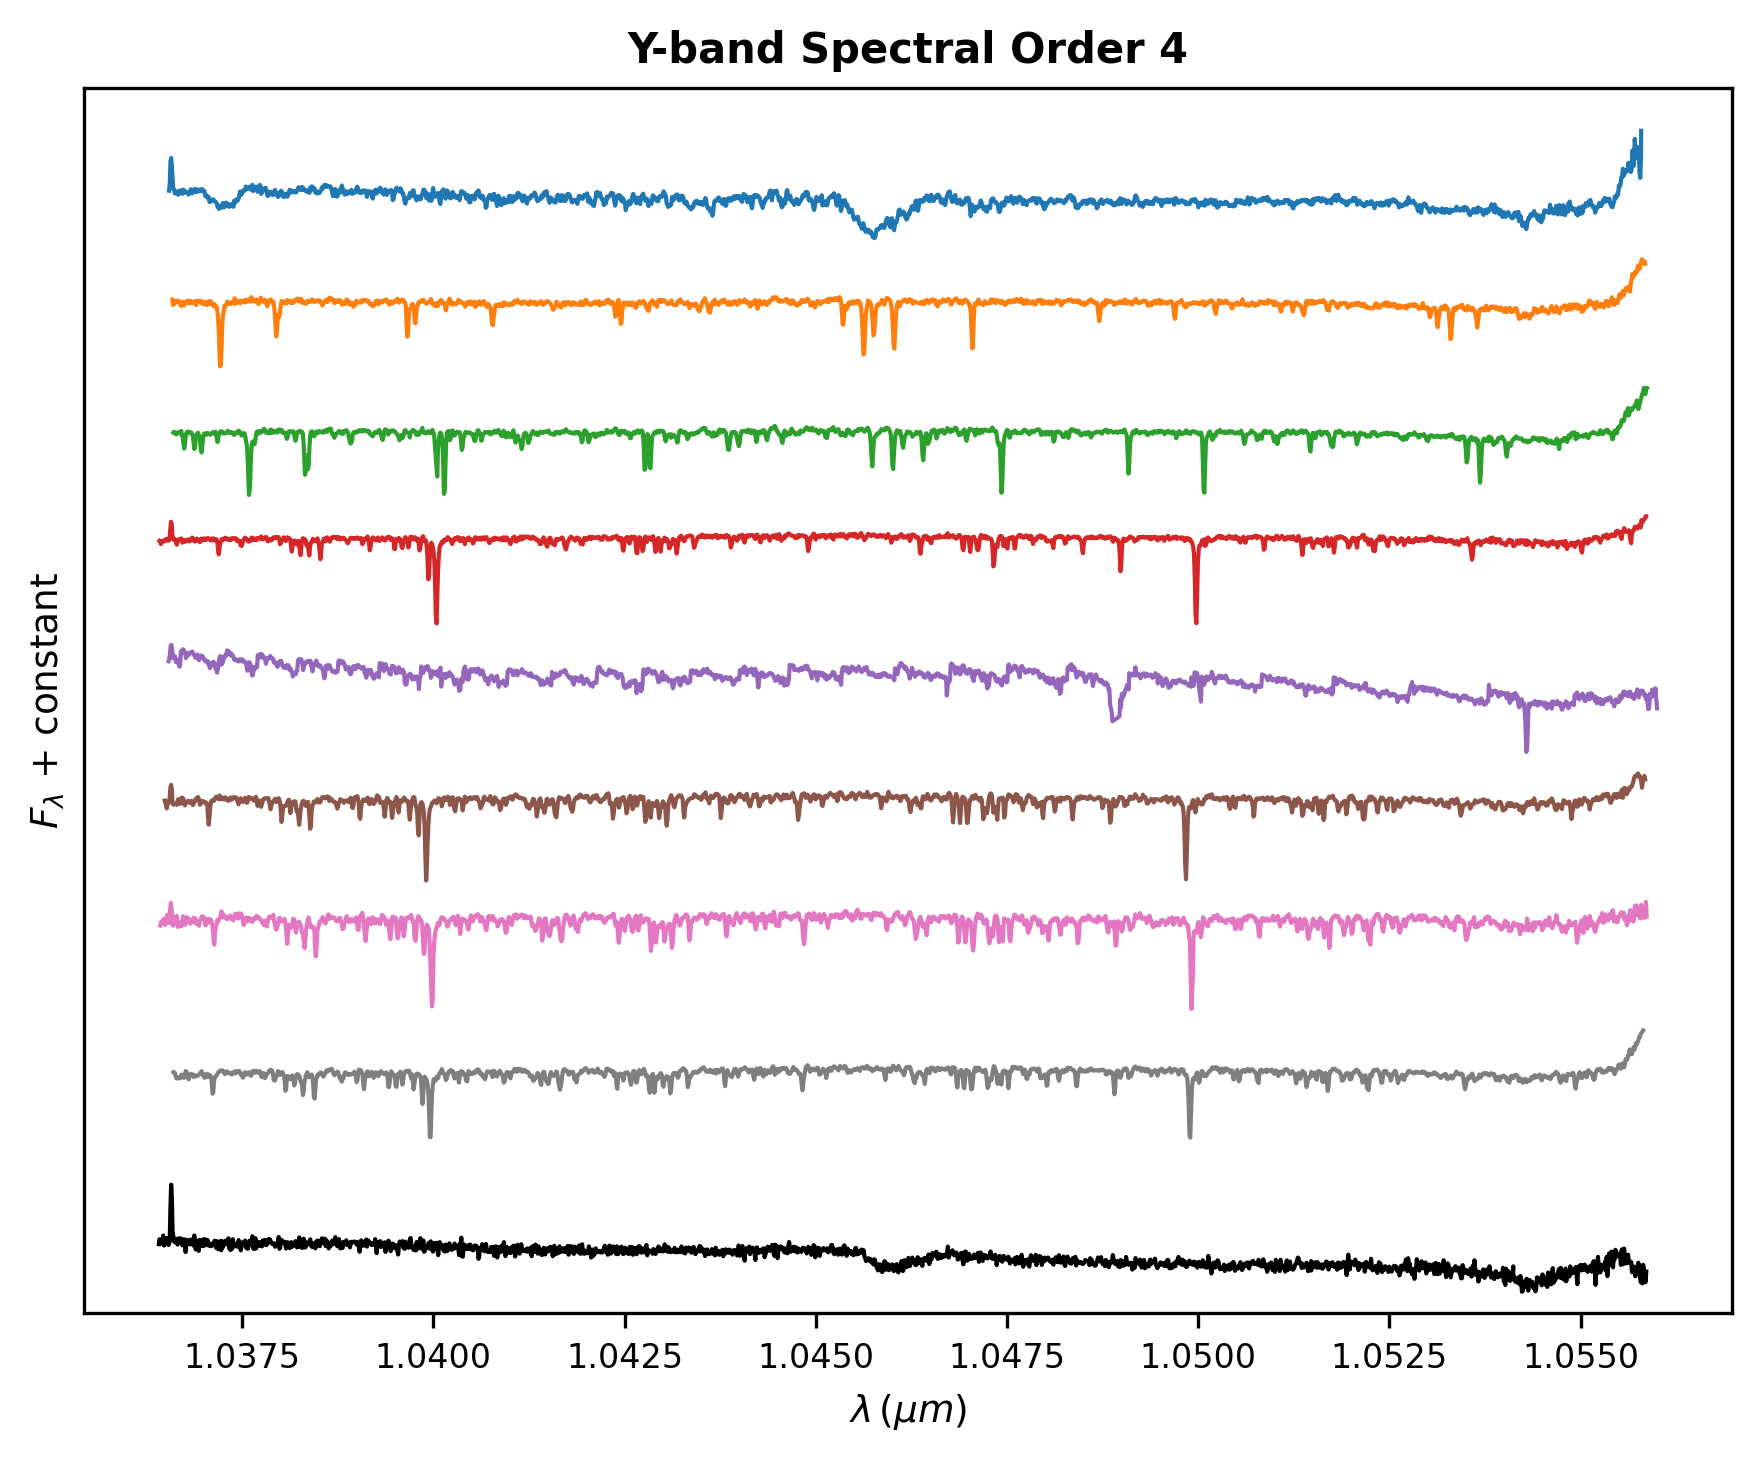 Y-band Spectral Order 4
F_λ + constant
1.0375 1.0400 1.0425 1.0450 1.0475 1.0500 1.0525 1.0550
λ (μm)